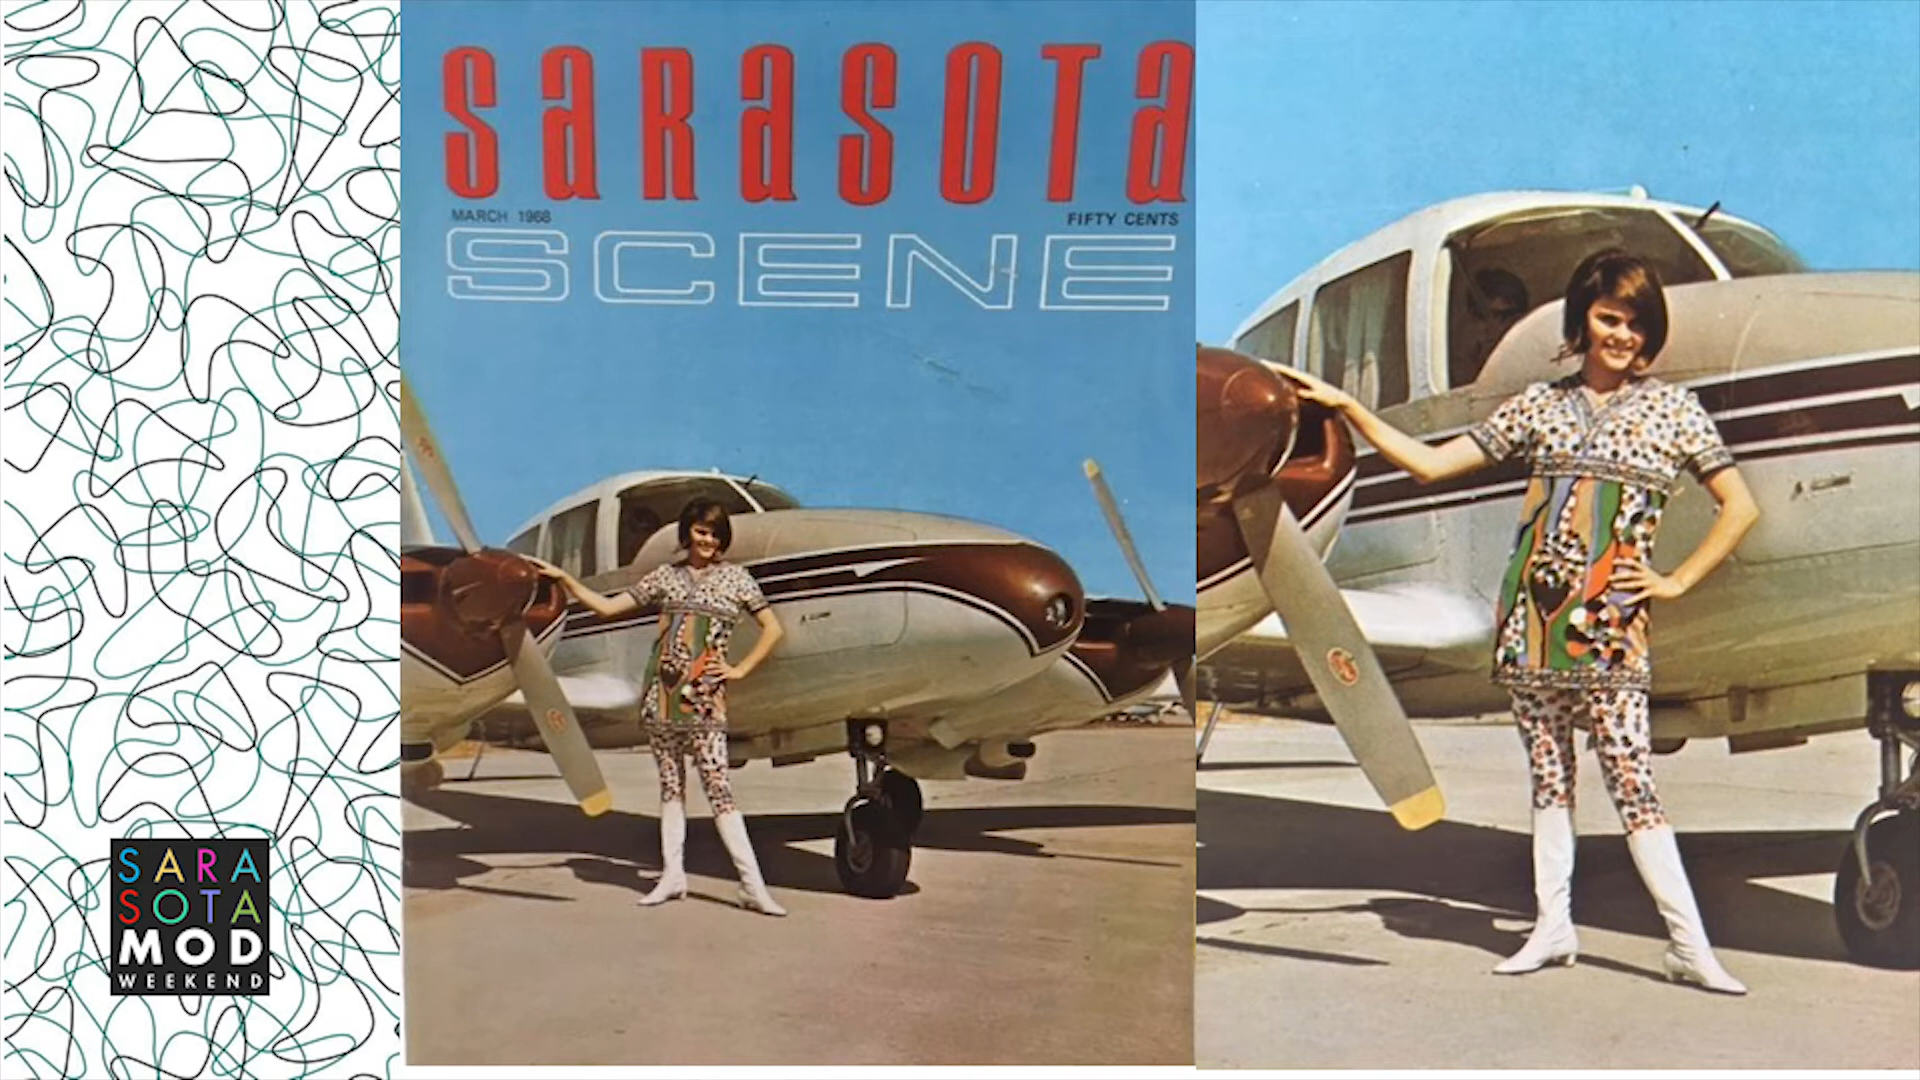 SaRaSOTa
MARCH 1968
FIFTY CENTS
SCENE
SARA
SOTA
MOD
WEEKEND